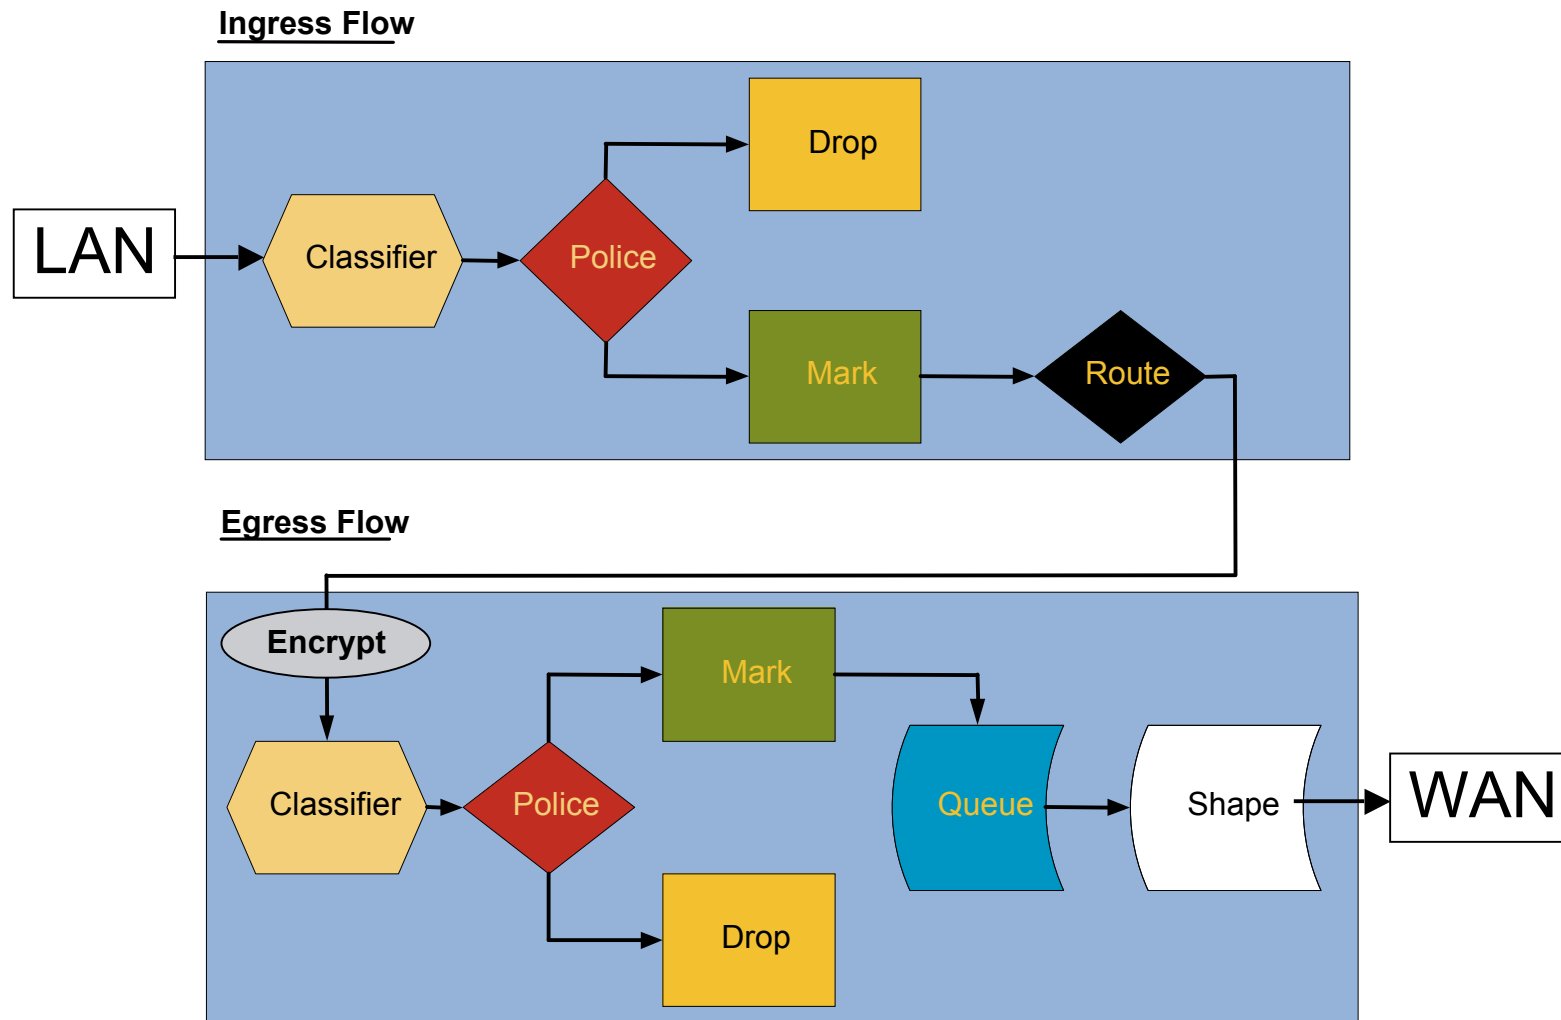 Ingress Flow
Drop
LAN
Classifier
Police
Mark
Route
Egress Flow
Encrypt
Mark
Classifier
Police
Queue
Shape
WAN
Drop